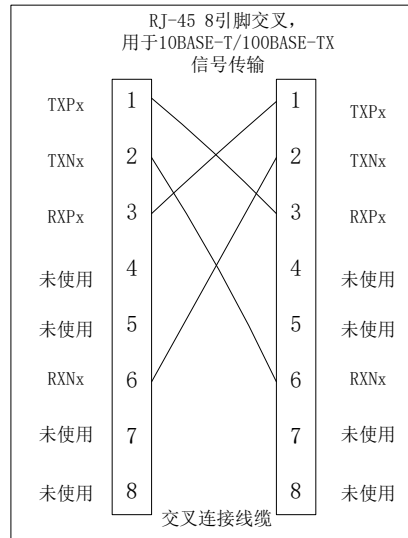 RJ-45 8引脚交叉，
用于10BASE-T/100BASE-TX
信号传输
TXPx 1 1 TXPx
TXNx 2 2 TXNx
RXPx 3 3 RXPx
未使用 4 4 未使用
未使用 5 5 未使用
RXNx 6 6 RXNx
未使用 7 7 未使用
未使用 8 8 未使用
交叉连接线缆